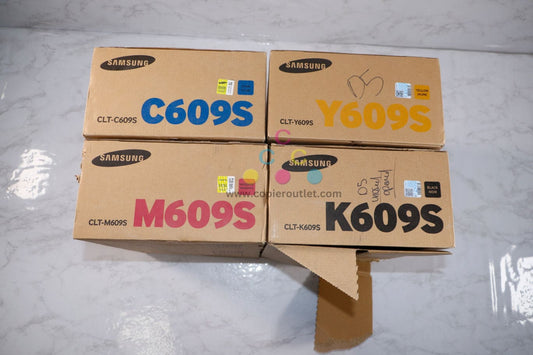 SAMSUNG
CLT-C609S C609S
SAMSUNG
CLT-Y609S Y609S
SAMSUNG
CLT-M609S M609S
SAMSUNG
CLT-K609S K609S
BLACK
www.copieroutlet.com